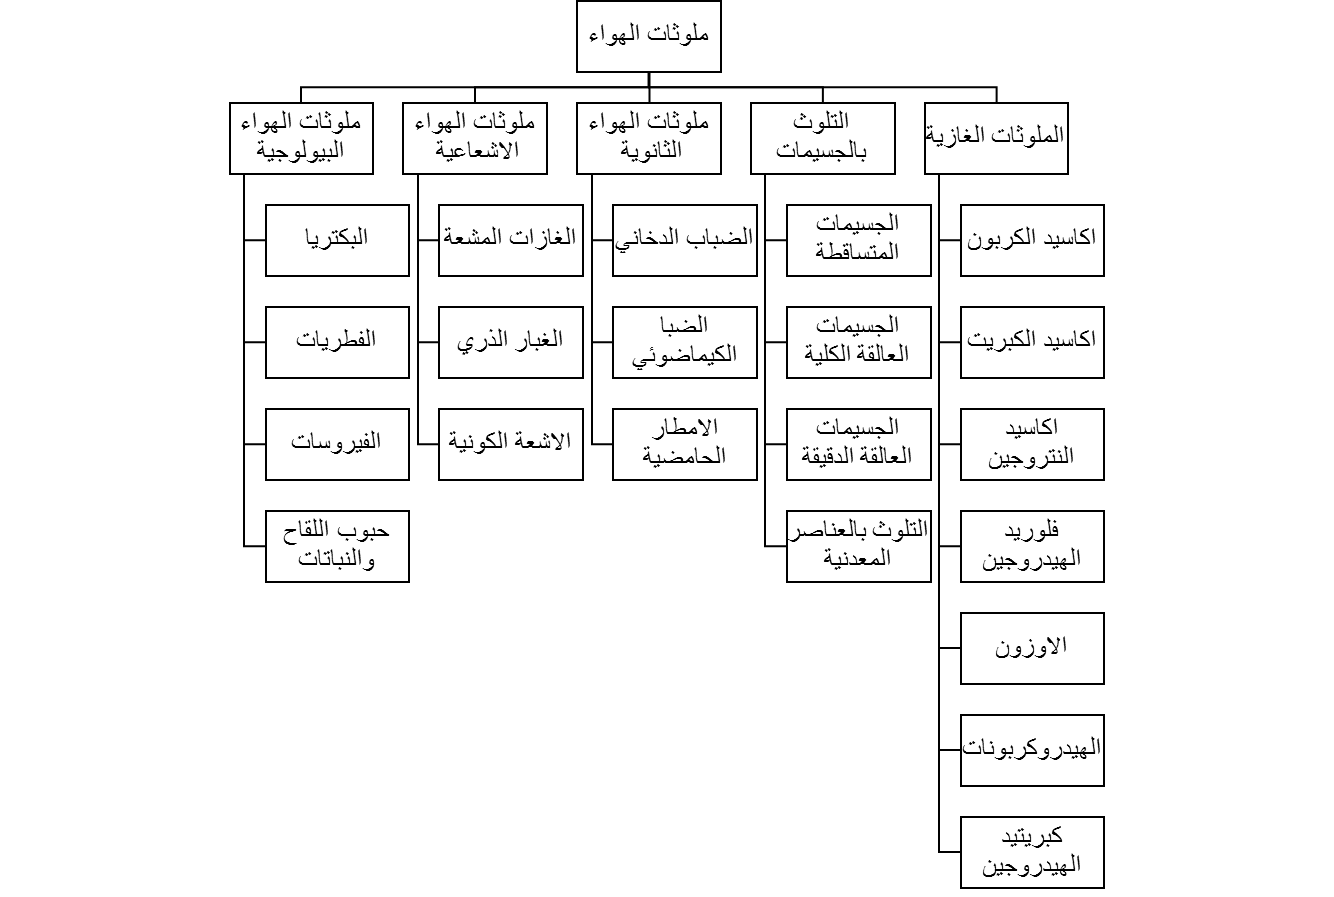 ملوثات الهواء
الملوثات الغازية
اكاسيد الكربون
اكاسيد الكبريت
اكاسيد
النتروجين
فلوريد
الهيدروجين
الاوزون
الهيدروكربونات
كبريتيد
الهيدروجين
التلوث
بالجسيمات
الجسيمات
المتساقطة
الجسيمات
العالقة الكلية
الجسيمات
العالقة الدقيقة
التلوث بالعناصر
المعدنية
ملوثات الهواء
الثانوية
الضباب الدخاني
الضبا
الكيماضوئي
الامطار
الحامضية
ملوثات الهواء
الاشعاعية
الغازات المشعة
الغبار الذري
الاشعة الكونية
ملوثات الهواء
البيولوجية
البكتريا
الفطريات
الفيروسات
حبوب اللقاح
والنباتات